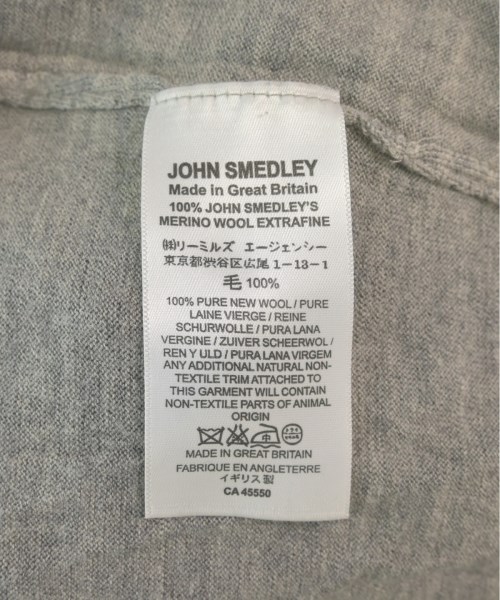 JOHN SMEDLEY
Made in Great Britain
100% JOHN SMEDLEY'S
MERINO WOOL EXTRAFINE
㈱リーミルズ エージェンシー
東京都渋谷区広尾 1-13-1
毛 100%
100% PURE NEW WOOL / PURE
LAINE VIERGE / REINE
SCHURWOLLE / PURA LANA
VERGINE / ZUIVER SCHEERWOL /
REN Y ULD / PURA LANA VIRGEM
ANY ADDITIONAL NATURAL NON-
TEXTILE TRIM ATTACHED TO
THIS GARMENT WILL CONTAIN
NON-TEXTILE PARTS OF ANIMAL
ORIGIN
MADE IN GREAT BRITAIN
FABRIQUE EN ANGLETERRE
イギリス製
CA 45550